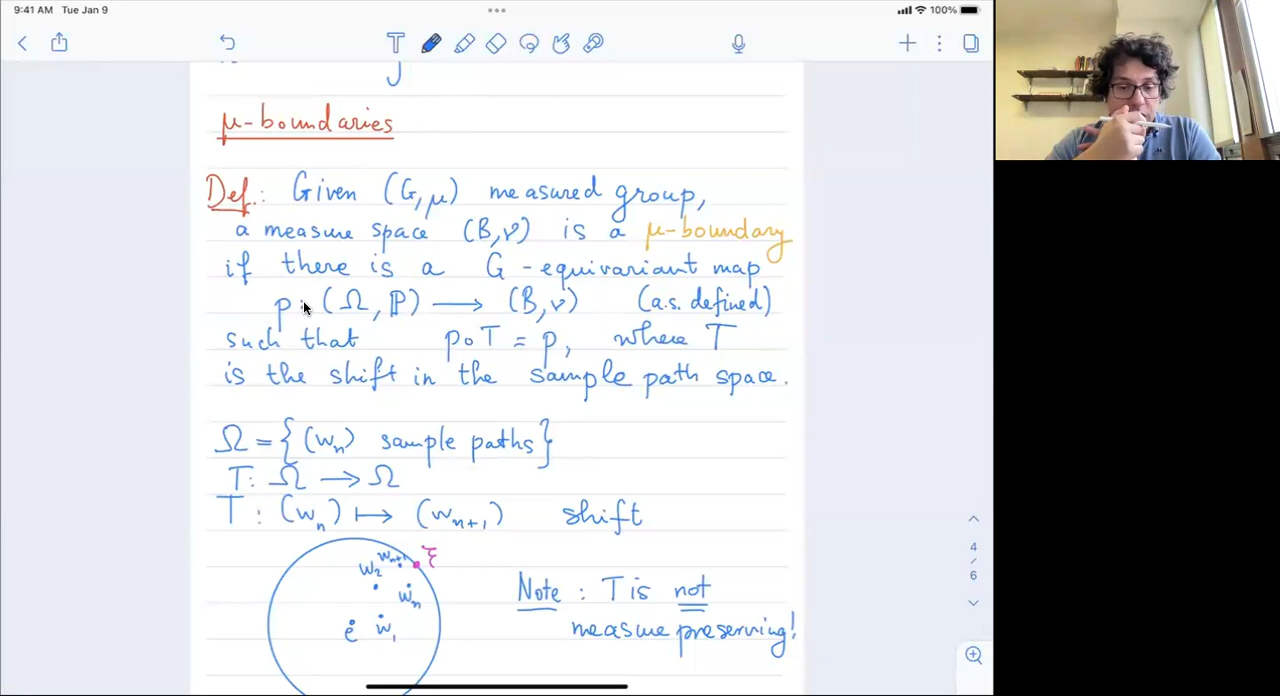 9:41 AM Tue Jan 9
100%
μ-boundaries
Def.: Given (G, μ) measured group,
a measure space (B, ν) is a μ-boundary
if there is a G-equivariant map
p: (Ω, ℙ) ⟶ (B, ν) (a.s. defined)
such that p∘T = p, where T
is the shift in the sample path space.
Ω = {(wₙ) sample paths}
T: Ω ⟶ Ω
T: (wₙ) ⟼ (wₙ₊₁) shift
ξ
wₙ₊₁
w₂
wₙ
e
w₁
Note: T is not
measure preserving!
4
/
6